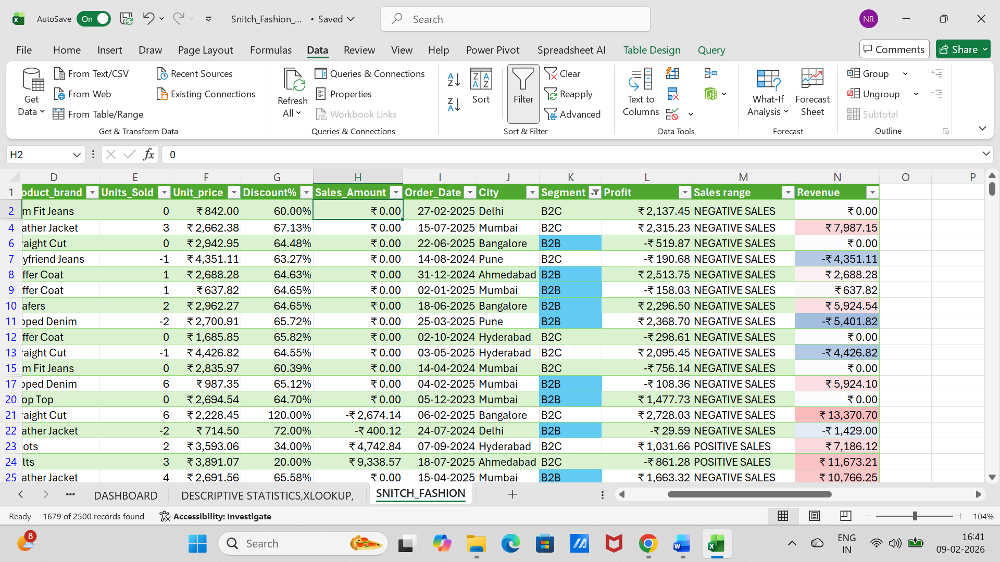 AutoSave On Snitch_Fashion_... • Saved Search NR
File Home Insert Draw Page Layout Formulas Data Review View Help Power Pivot Spreadsheet AI Table Design Query Comments Share
Get Data From Text/CSV From Web From Table/Range Recent Sources Existing Connections
Refresh All Queries & Connections Properties Workbook Links
Sort Filter Clear Reapply Advanced
Text to Columns
What-If Analysis Forecast Sheet
Group Ungroup Subtotal
Get & Transform Data Queries & Connections Sort & Filter Data Tools Forecast Outline
H2 fx 0
D E F G H I J K L M N O P
1 oduct_brand Units_Sold Unit_price Discount% Sales_Amount Order_Date City Segment Profit Sales range Revenue
2 m Fit Jeans 0 ₹ 842.00 60.00% ₹ 0.00 27-02-2025 Delhi B2C ₹ 2,137.45 NEGATIVE SALES ₹ 0.00
4 ather Jacket 3 ₹ 2,662.38 67.13% ₹ 0.00 15-07-2025 Mumbai B2C ₹ 2,315.23 NEGATIVE SALES ₹ 7,987.15
6 raight Cut 0 ₹ 2,942.95 64.48% ₹ 0.00 22-06-2025 Bangalore B2B -₹ 519.87 NEGATIVE SALES ₹ 0.00
7 yfriend Jeans -1 ₹ 4,351.11 63.27% ₹ 0.00 14-08-2024 Pune B2C -₹ 190.68 NEGATIVE SALES -₹ 4,351.11
8 ffer Coat 1 ₹ 2,688.28 64.63% ₹ 0.00 31-12-2024 Ahmedabad B2B ₹ 2,513.75 NEGATIVE SALES ₹ 2,688.28
9 ffer Coat 1 ₹ 637.82 64.65% ₹ 0.00 02-01-2025 Mumbai B2B -₹ 158.03 NEGATIVE SALES ₹ 637.82
10 afers 2 ₹ 2,962.27 64.65% ₹ 0.00 18-06-2025 Bangalore B2B ₹ 2,296.50 NEGATIVE SALES ₹ 5,924.54
11 pped Denim -2 ₹ 2,700.91 65.72% ₹ 0.00 25-03-2025 Pune B2B ₹ 2,368.70 NEGATIVE SALES -₹ 5,401.82
12 ffer Coat 0 ₹ 1,685.85 65.82% ₹ 0.00 02-10-2024 Hyderabad B2C -₹ 298.61 NEGATIVE SALES ₹ 0.00
13 raight Cut -1 ₹ 4,426.82 64.55% ₹ 0.00 03-05-2025 Hyderabad B2C ₹ 2,095.45 NEGATIVE SALES -₹ 4,426.82
15 m Fit Jeans 0 ₹ 2,835.97 60.39% ₹ 0.00 14-04-2024 Mumbai B2C -₹ 756.14 NEGATIVE SALES ₹ 0.00
17 pped Denim 6 ₹ 987.35 65.12% ₹ 0.00 04-02-2025 Mumbai B2B -₹ 108.36 NEGATIVE SALES ₹ 5,924.10
20 op Top 0 ₹ 2,694.54 64.70% ₹ 0.00 05-12-2023 Mumbai B2B ₹ 1,477.73 NEGATIVE SALES ₹ 0.00
21 raight Cut 6 ₹ 2,228.45 120.00% -₹ 2,674.14 06-02-2025 Bangalore B2C ₹ 2,728.03 NEGATIVE SALES ₹ 13,370.70
22 ather Jacket -2 ₹ 714.50 72.00% -₹ 400.12 24-07-2024 Delhi B2B -₹ 29.59 NEGATIVE SALES -₹ 1,429.00
23 ots 2 ₹ 3,593.06 34.00% ₹ 4,742.84 07-09-2024 Hyderabad B2C ₹ 1,031.66 POSITIVE SALES ₹ 7,186.12
24 lts 3 ₹ 3,891.07 20.00% ₹ 9,338.57 18-07-2025 Ahmedabad B2C -₹ 861.28 POSITIVE SALES ₹ 11,673.21
25 ather Jacket 4 ₹ 2,691.56 65.58% ₹ 0.00 15-04-2025 Mumbai B2B ₹ 1,663.32 NEGATIVE SALES ₹ 10,766.25
DASHBOARD DESCRIPTIVE STATISTICS,XLOOKUP, SNITCH_FASHION
Ready 1679 of 2500 records found Accessibility: Investigate 104%
8 Search ENG IN 16:41 09-02-2026